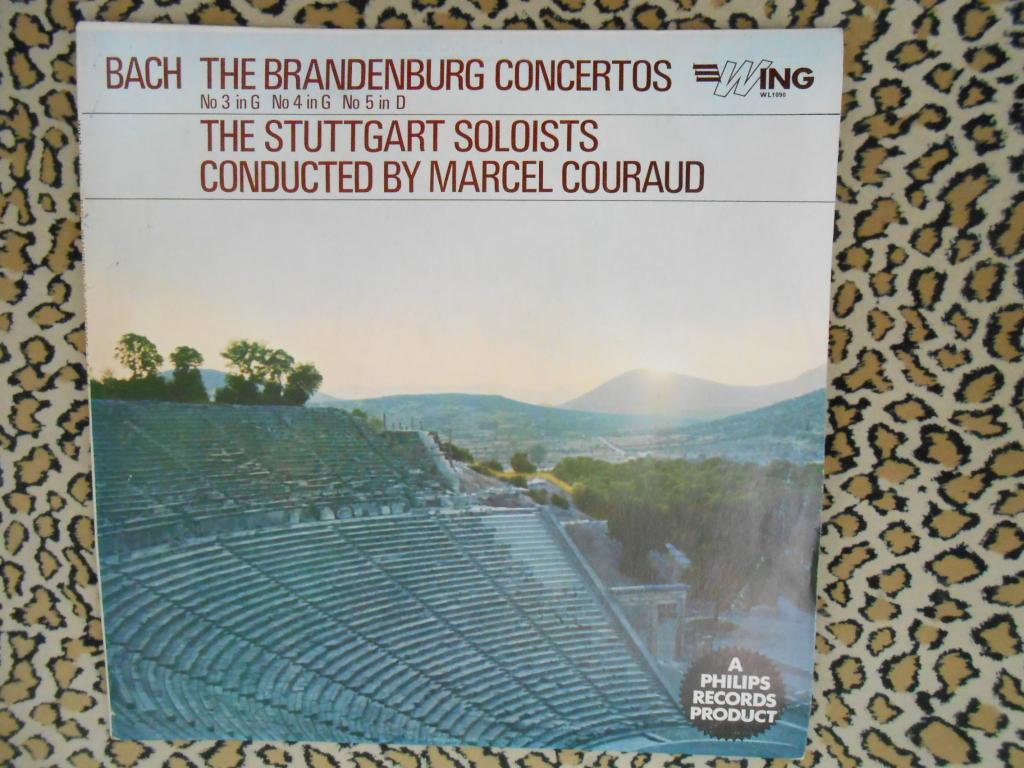 BACH THE BRANDENBURG CONCERTOS
No 3 in G No 4 in G No 5 in D
WING
WL1090
THE STUTTGART SOLOISTS
CONDUCTED BY MARCEL COURAUD
A
PHILIPS
RECORDS
PRODUCT